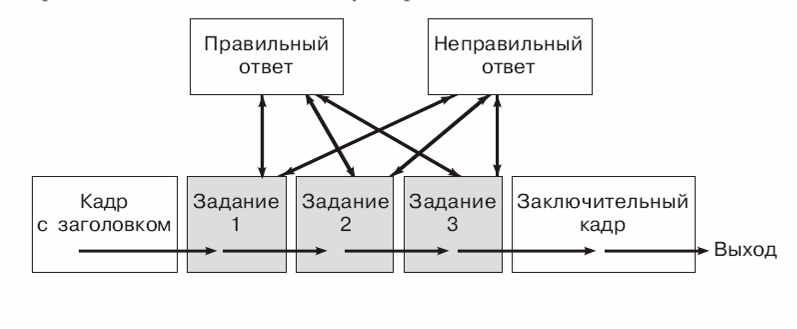 Правильный
ответ
Неправильный
ответ
Кадр
с заголовком
Задание
1
Задание
2
Задание
3
Заключительный
кадр
Выход